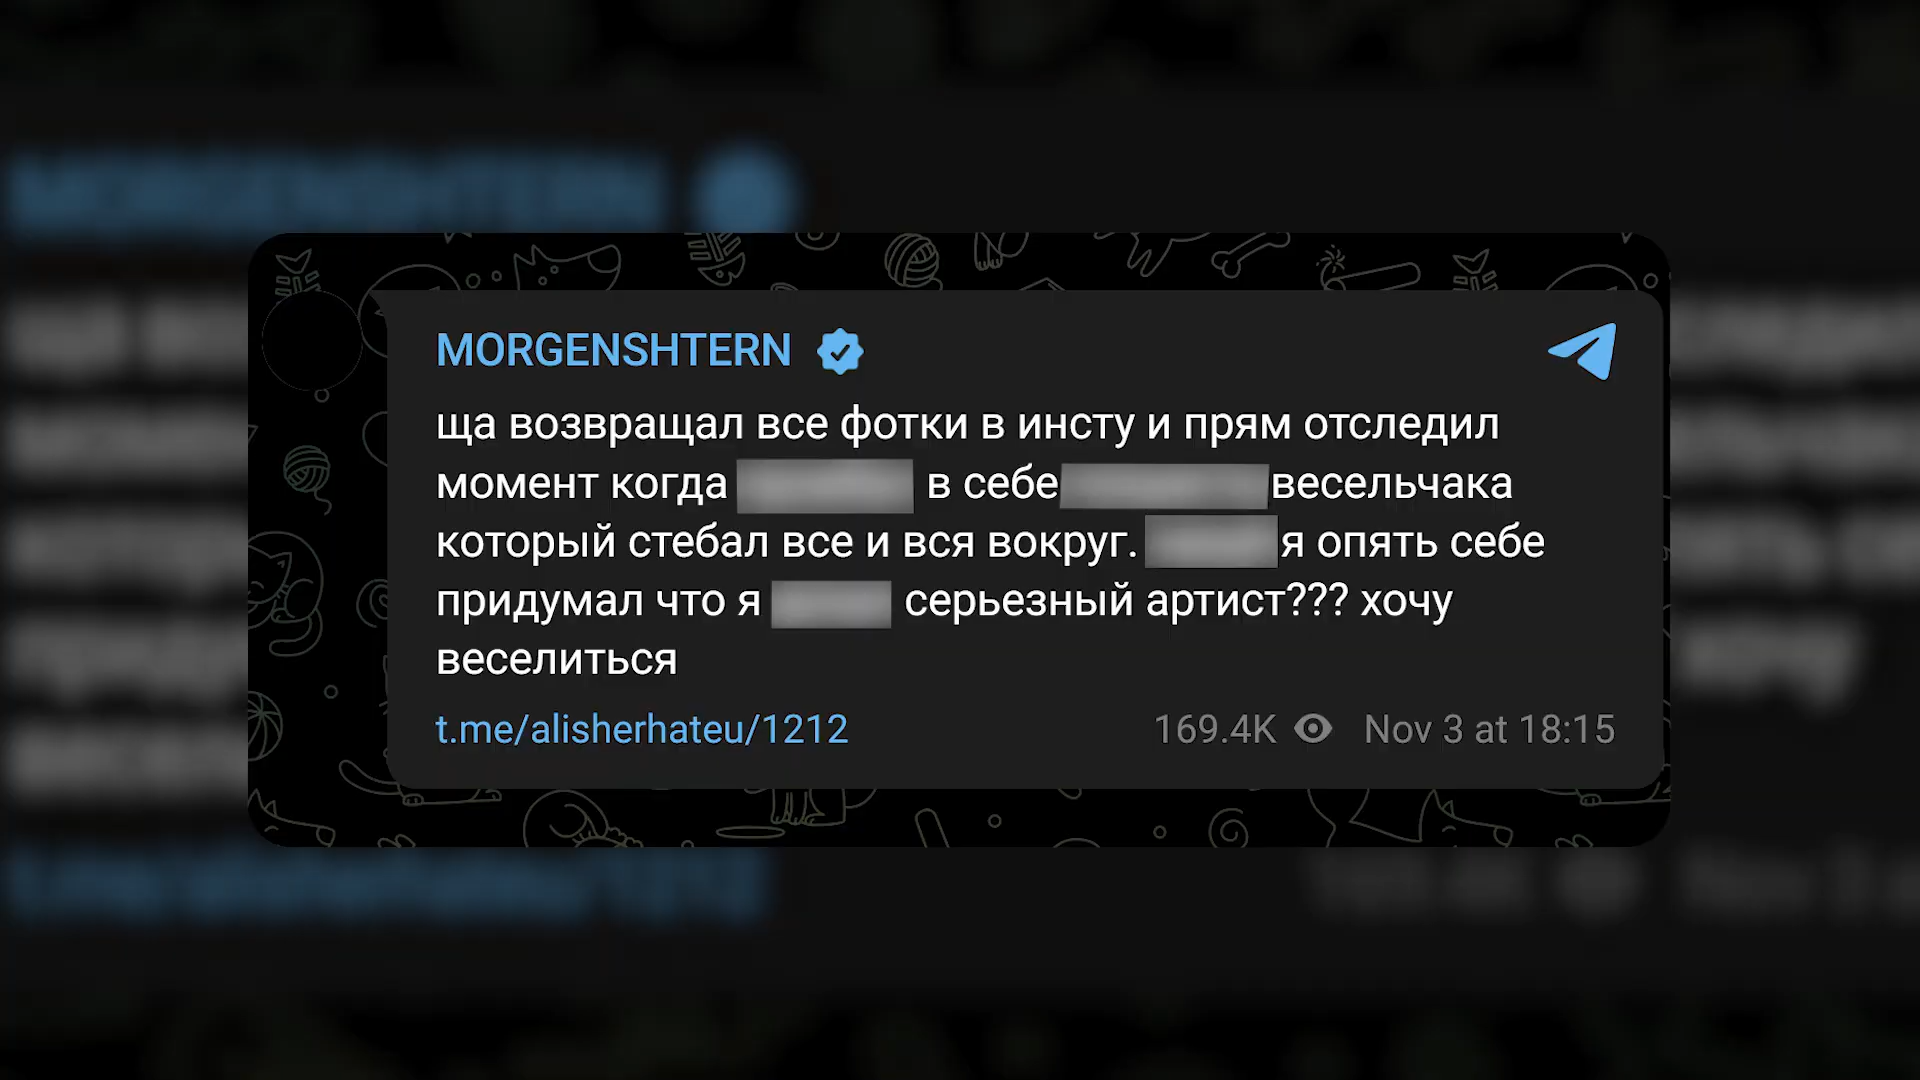 MORGENSHTERN
ща возвращал все фотки в инсту и прям отследил
момент когда в себе весельчака
который стебал все и вся вокруг. я опять себе
придумал что я серьезный артист??? хочу
веселиться
t.me/alisherhateu/1212 169.4K Nov 3 at 18:15